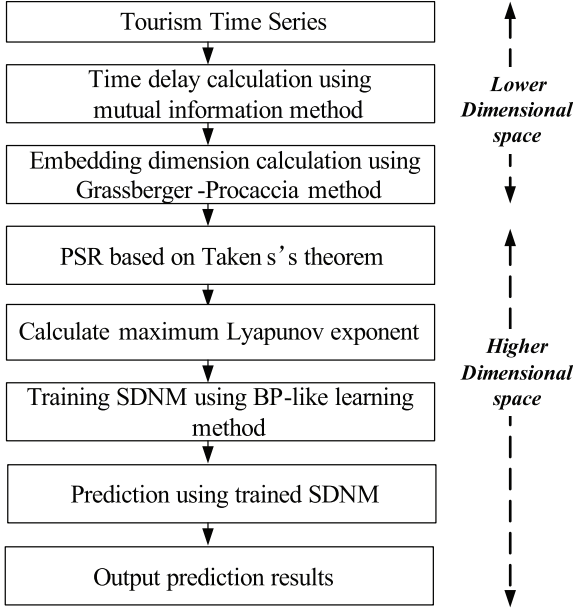 Tourism Time Series
Time delay calculation using
mutual information method
Embedding dimension calculation using
Grassberger-Procaccia method
PSR based on Taken s's theorem
Calculate maximum Lyapunov exponent
Training SDNM using BP-like learning
method
Prediction using trained SDNM
Output prediction results
Lower
Dimensional
space
Higher
Dimensional
space